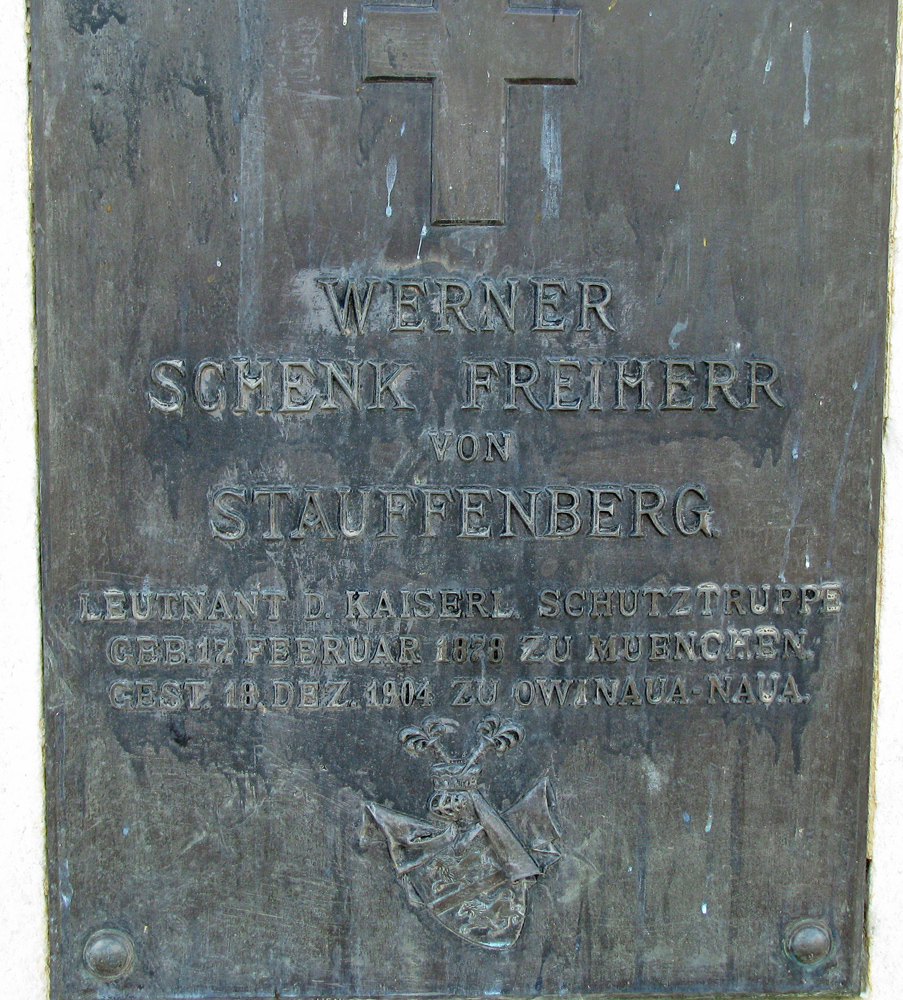 WERNER
SCHENK FREIHERR
VON
STAUFFENBERG
LEUTNANT D. KAISERL. SCHUTZTRUPPE
GEB. 17. FEBRUAR 1878 ZU MUENCHEN,
GEST. 18. DEZ. 1904 ZU OWINAUA-NAUA,